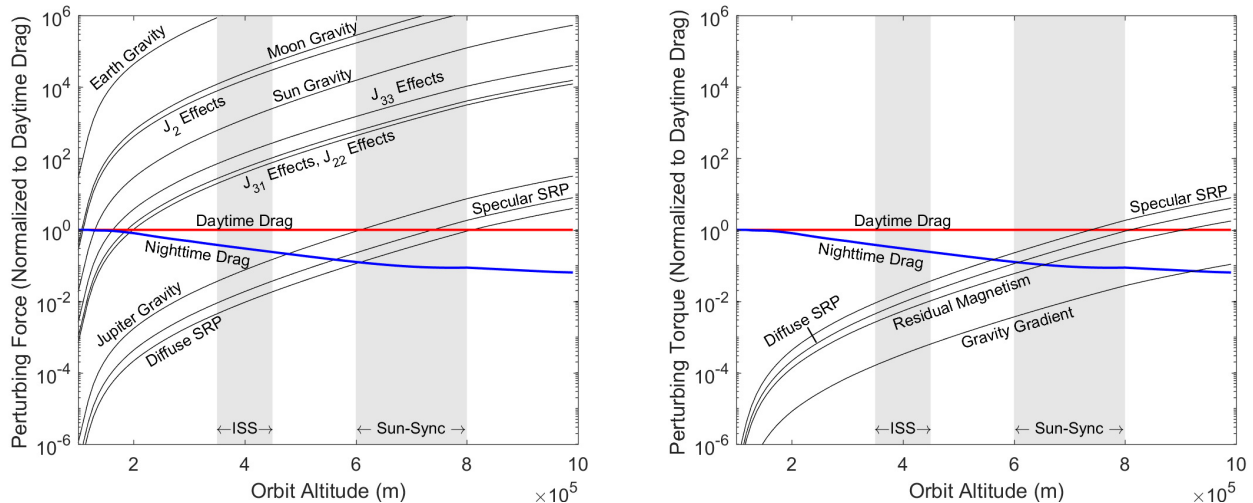 Perturbing Force (Normalized to Daytime Drag)
10^6
10^4
10^2
10^0
10^-2
10^-4
10^-6
Earth Gravity
Moon Gravity
J_2 Effects
Sun Gravity
J_33 Effects
J_31 Effects, J_22 Effects
Specular SRP
Daytime Drag
Nighttime Drag
Jupiter Gravity
Diffuse SRP
←ISS→
← Sun-Sync →
2 4 6 8 10
Orbit Altitude (m)
×10^5
Perturbing Torque (Normalized to Daytime Drag)
10^6
10^4
10^2
10^0
10^-2
10^-4
10^-6
Specular SRP
Daytime Drag
Nighttime Drag
Diffuse SRP
Residual Magnetism
Gravity Gradient
←ISS→
← Sun-Sync →
2 4 6 8 10
Orbit Altitude (m)
×10^5